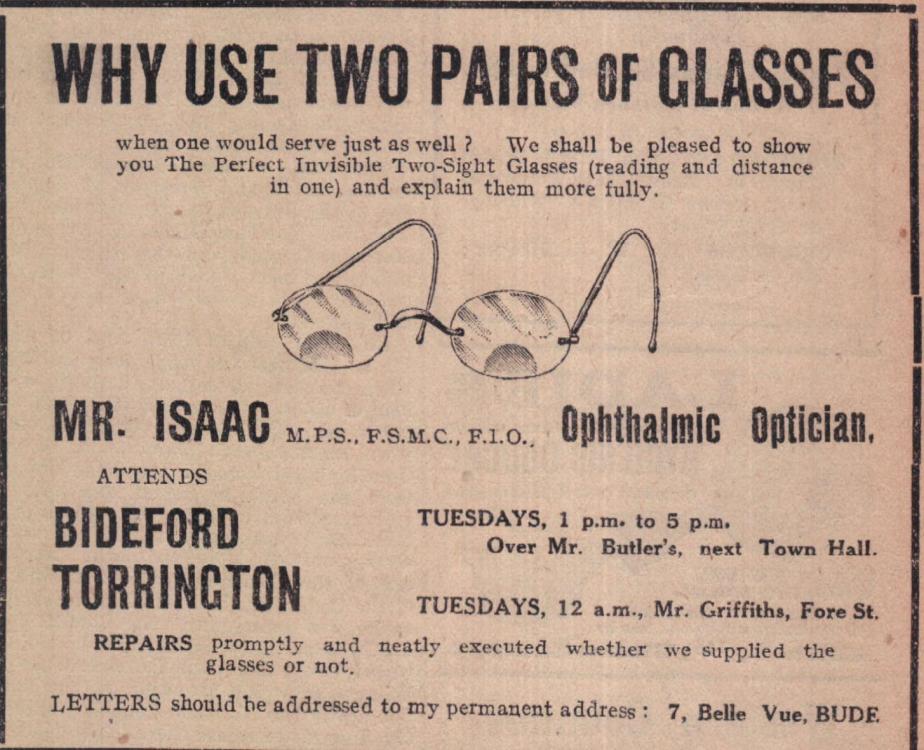 WHY USE TWO PAIRS OF GLASSES
when one would serve just as well ? We shall be pleased to show
you The Perfect Invisible Two-Sight Glasses (reading and distance
in one) and explain them more fully.
MR. ISAAC M.P.S., F.S.M.C., F.I.O., Ophthalmic Optician,
ATTENDS
BIDEFORD TUESDAYS, 1 p.m. to 5 p.m.
Over Mr. Butler's, next Town Hall.
TORRINGTON TUESDAYS, 12 a.m., Mr. Griffiths, Fore St.
REPAIRS promptly and neatly executed whether we supplied the
glasses or not.
LETTERS should be addressed to my permanent address : 7, Belle Vue, BUDE